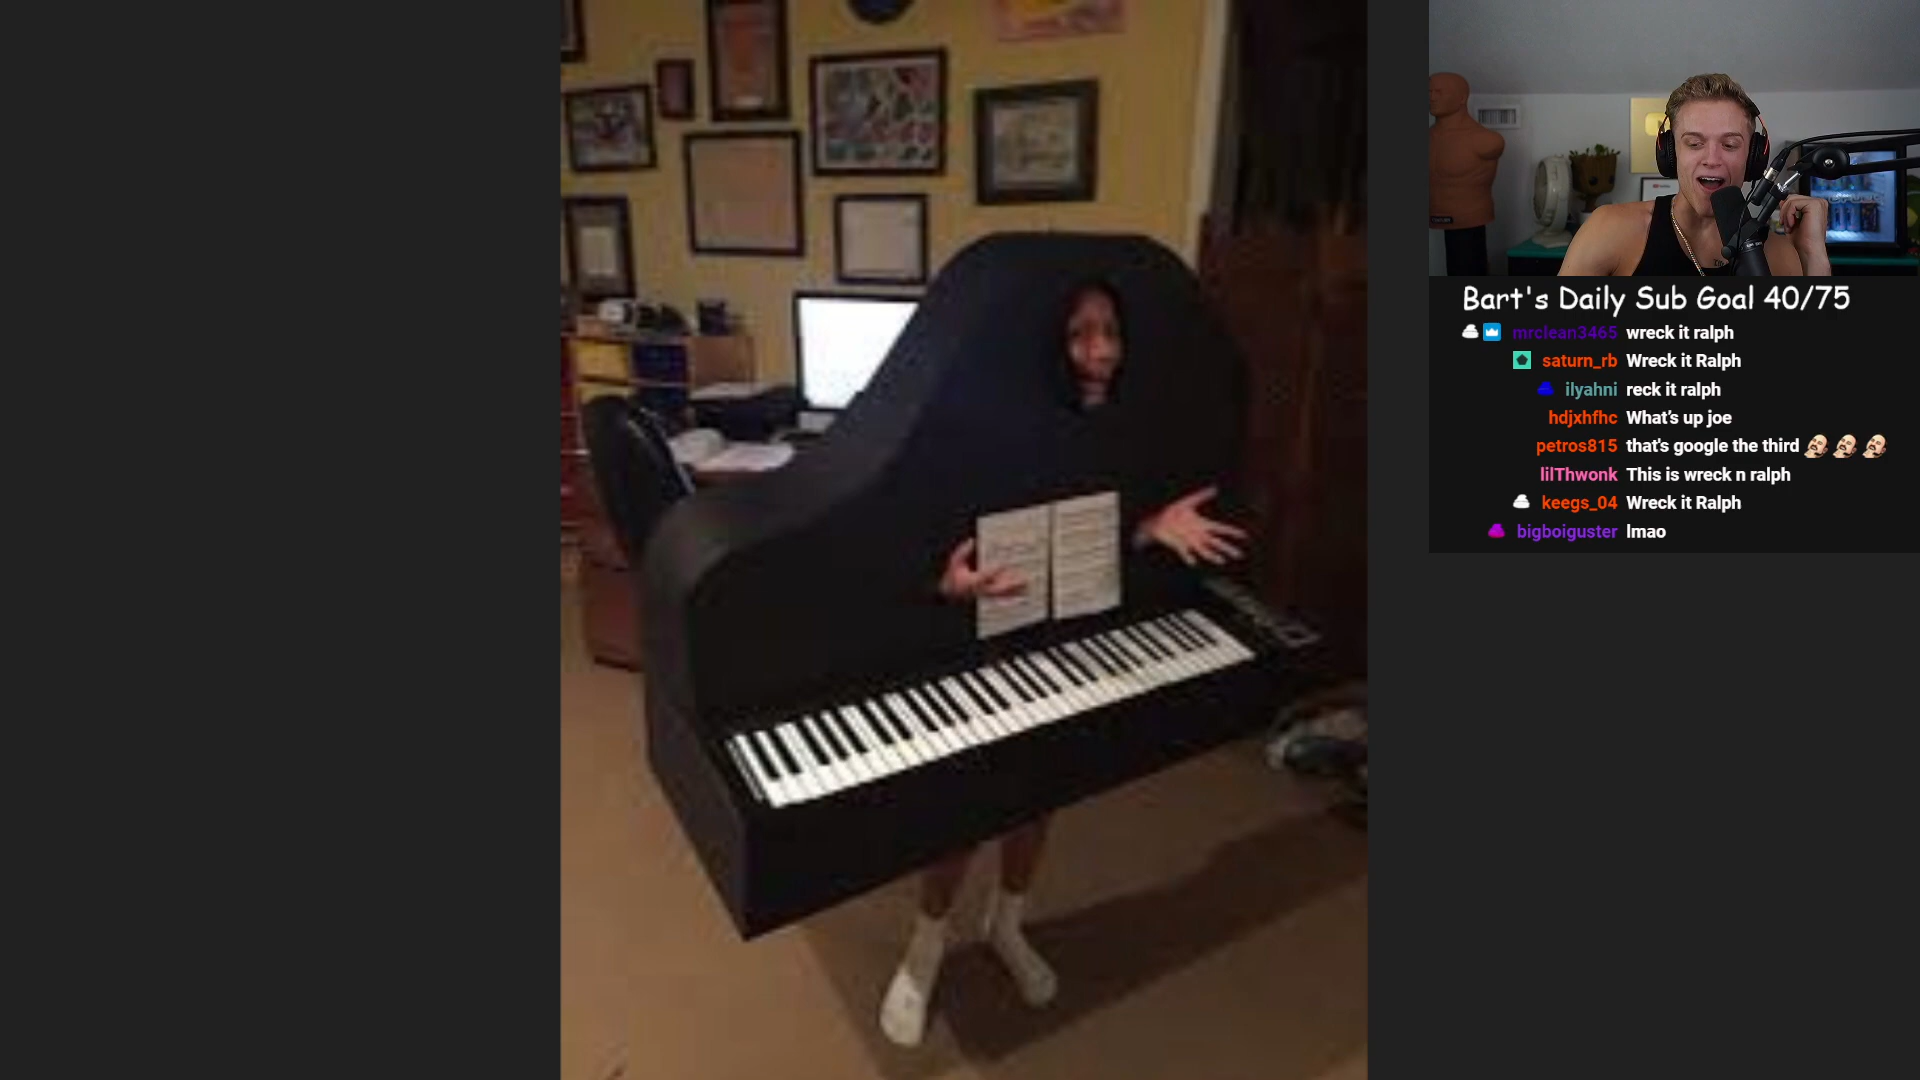 Bart's Daily Sub Goal 40/75
mrclean3465 wreck it ralph
saturn_rb Wreck it Ralph
ilyahni reck it ralph
hdjxhfhc What's up joe
petros815 that's google the third
lilThwonk This is wreck n ralph
keegs_04 Wreck it Ralph
bigboiguster lmao